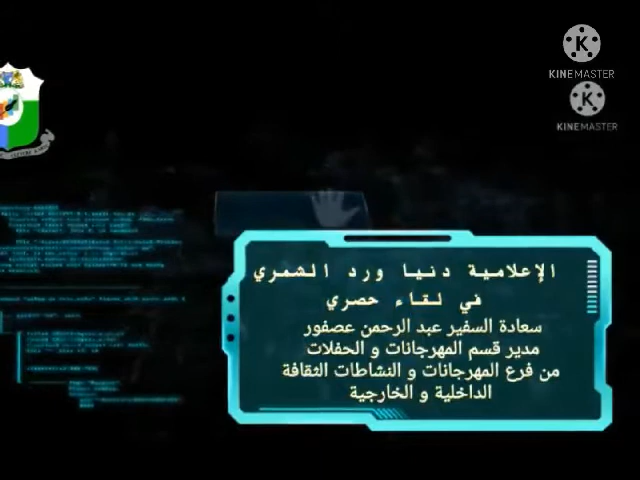 KINEMASTER
KINEMASTER
الإعلامية دنيا ورد الشمري
في لقاء حصري
سعادة السفير عبد الرحمن عصفور
مدير قسم المهرجانات و الحفلات
من فرع المهرجانات و النشاطات الثقافة
الداخلية و الخارجية